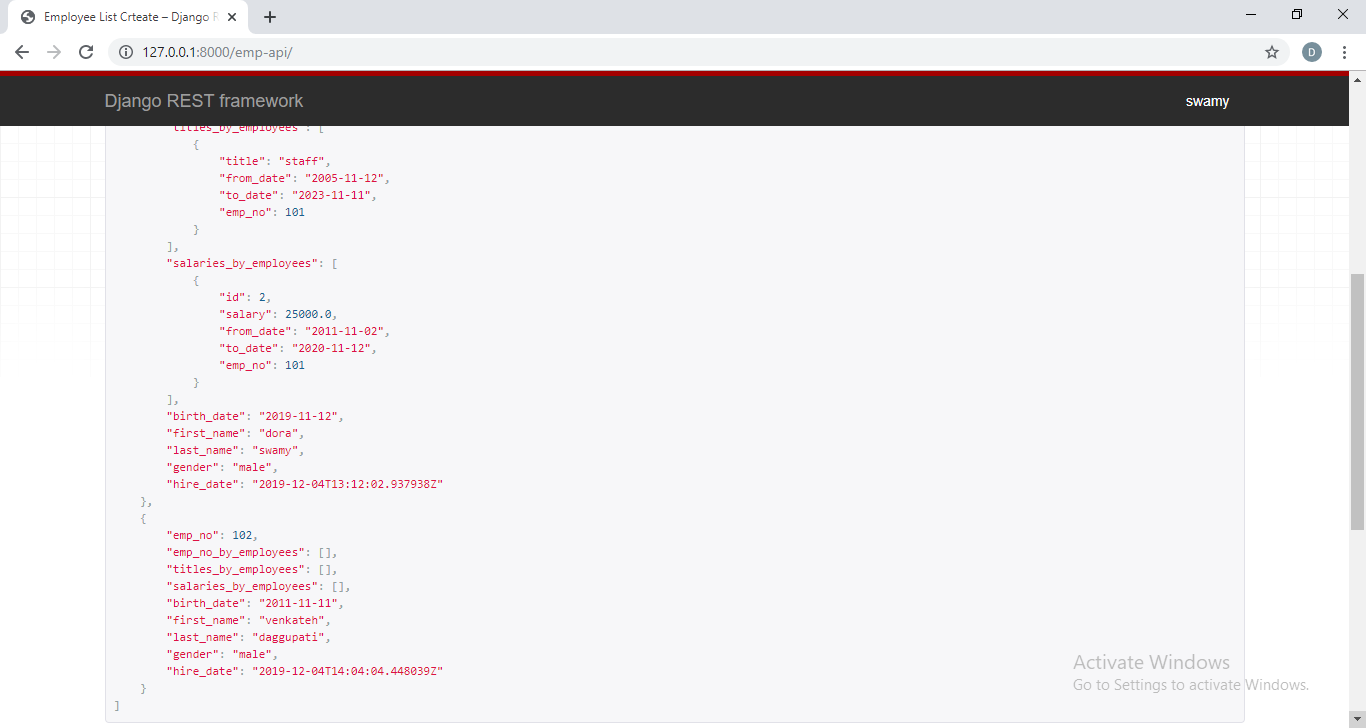 Employee List Crteate – Django F
127.0.0.1:8000/emp-api/
D
Django REST framework
swamy
"titles_by_employees": [
{
"title": "staff",
"from_date": "2005-11-12",
"to_date": "2023-11-11",
"emp_no": 101
}
],
"salaries_by_employees": [
{
"id": 2,
"salary": 25000.0,
"from_date": "2011-11-02",
"to_date": "2020-11-12",
"emp_no": 101
}
],
"birth_date": "2019-11-12",
"first_name": "dora",
"last_name": "swamy",
"gender": "male",
"hire_date": "2019-12-04T13:12:02.937938Z"
},
{
"emp_no": 102,
"emp_no_by_employees": [],
"titles_by_employees": [],
"salaries_by_employees": [],
"birth_date": "2011-11-11",
"first_name": "venkateh",
"last_name": "daggupati",
"gender": "male",
"hire_date": "2019-12-04T14:04:04.448039Z"
}
]
Activate Windows
Go to Settings to activate Windows.